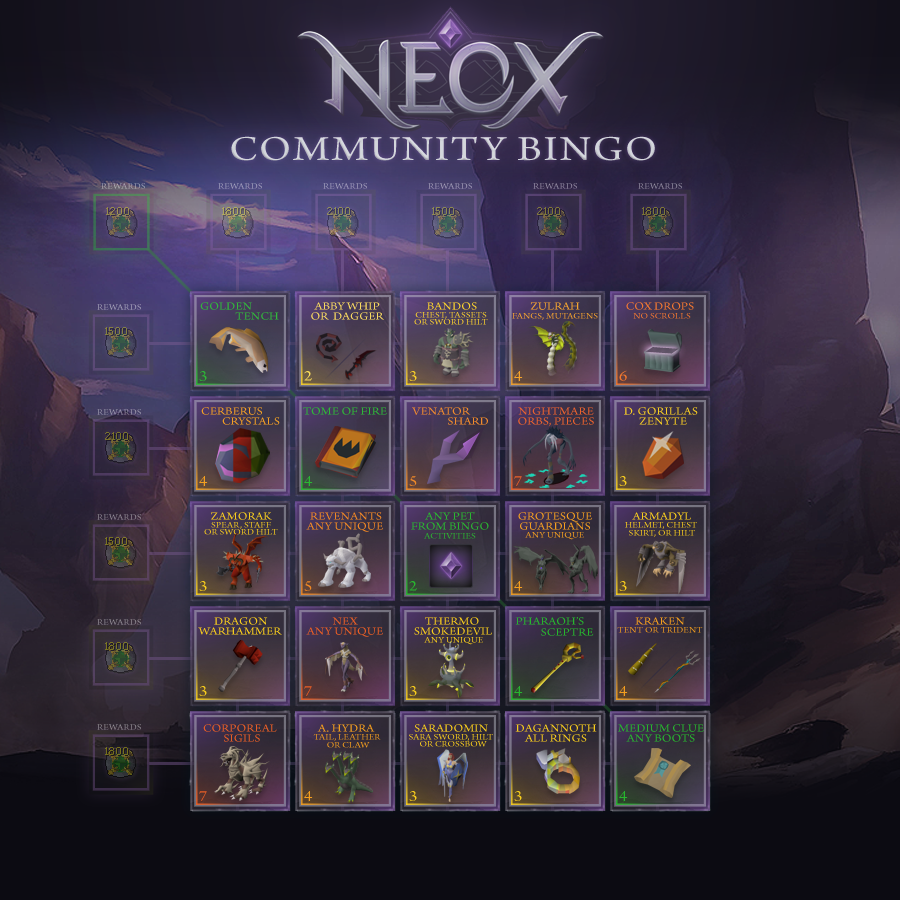 NEOX
COMMUNITY BINGO
REWARDS REWARDS REWARDS REWARDS REWARDS REWARDS
1200 1800 2100 1500 2100 1800
REWARDS
1500
GOLDEN
TENCH
3
ABBY WHIP
OR DAGGER
2
BANDOS
CHEST, TASSETS
OR SWORD HILT
3
ZULRAH
FANGS, MUTAGENS
4
COX DROPS
NO SCROLLS
6
REWARDS
2100
CERBERUS
CRYSTALS
4
TOME OF FIRE
4
VENATOR
SHARD
5
NIGHTMARE
ORBS, PIECES
7
D. GORILLAS
ZENYTE
3
REWARDS
1500
ZAMORAK
SPEAR, STAFF
OR SWORD HILT
3
REVENANTS
ANY UNIQUE
5
ANY PET
FROM BINGO
ACTIVITIES
2
GROTESQUE
GUARDIANS
ANY UNIQUE
4
ARMADYL
HELMET, CHEST
SKIRT, OR HILT
3
REWARDS
1800
DRAGON
WARHAMMER
3
NEX
ANY UNIQUE
7
THERMO
SMOKEDEVIL
ANY UNIQUE
3
PHARAOH'S
SCEPTRE
4
KRAKEN
TENT OR TRIDENT
4
REWARDS
1800
CORPOREAL
SIGILS
7
A. HYDRA
TAIL, LEATHER
OR CLAW
4
SARADOMIN
SARA SWORD, HILT
OR CROSSBOW
3
DAGANNOTH
ALL RINGS
3
MEDIUM CLUE
ANY BOOTS
4